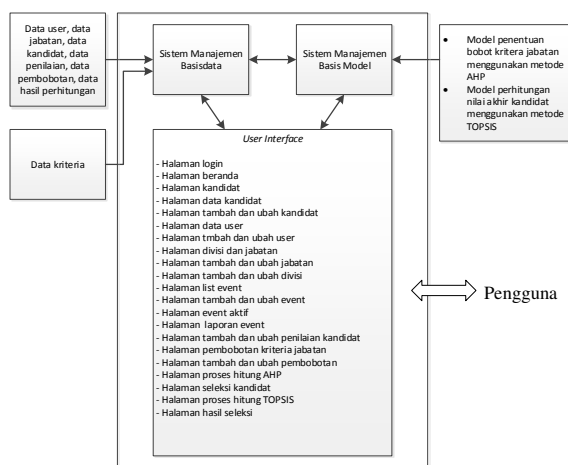 Data user, data
jabatan, data
kandidat, data
penilaian, data
pembobotan, data
hasil perhitungan
Data kriteria
Sistem Manajemen
Basisdata
Sistem Manajemen
Basis Model
• Model penentuan
bobot kritera jabatan
menggunakan metode
AHP
• Model perhitungan
nilai akhir kandidat
menggunakan metode
TOPSIS
User Interface
- Halaman login
- Halaman beranda
- Halaman kandidat
- Halaman data kandidat
- Halaman tambah dan ubah kandidat
- Halaman data user
- Halaman tmbah dan ubah user
- Halaman divisi dan jabatan
- Halaman tambah dan ubah jabatan
- Halaman tambah dan ubah divisi
- Halaman list event
- Halaman tambah dan ubah event
- Halaman event aktif
- Halaman laporan event
- Halaman tambah dan ubah penilaian kandidat
- Halaman pembobotan kriteria jabatan
- Halaman tambah dan ubah pembobotan
- Halaman proses hitung AHP
- Halaman seleksi kandidat
- Halaman proses hitung TOPSIS
- Halaman hasil seleksi
Pengguna